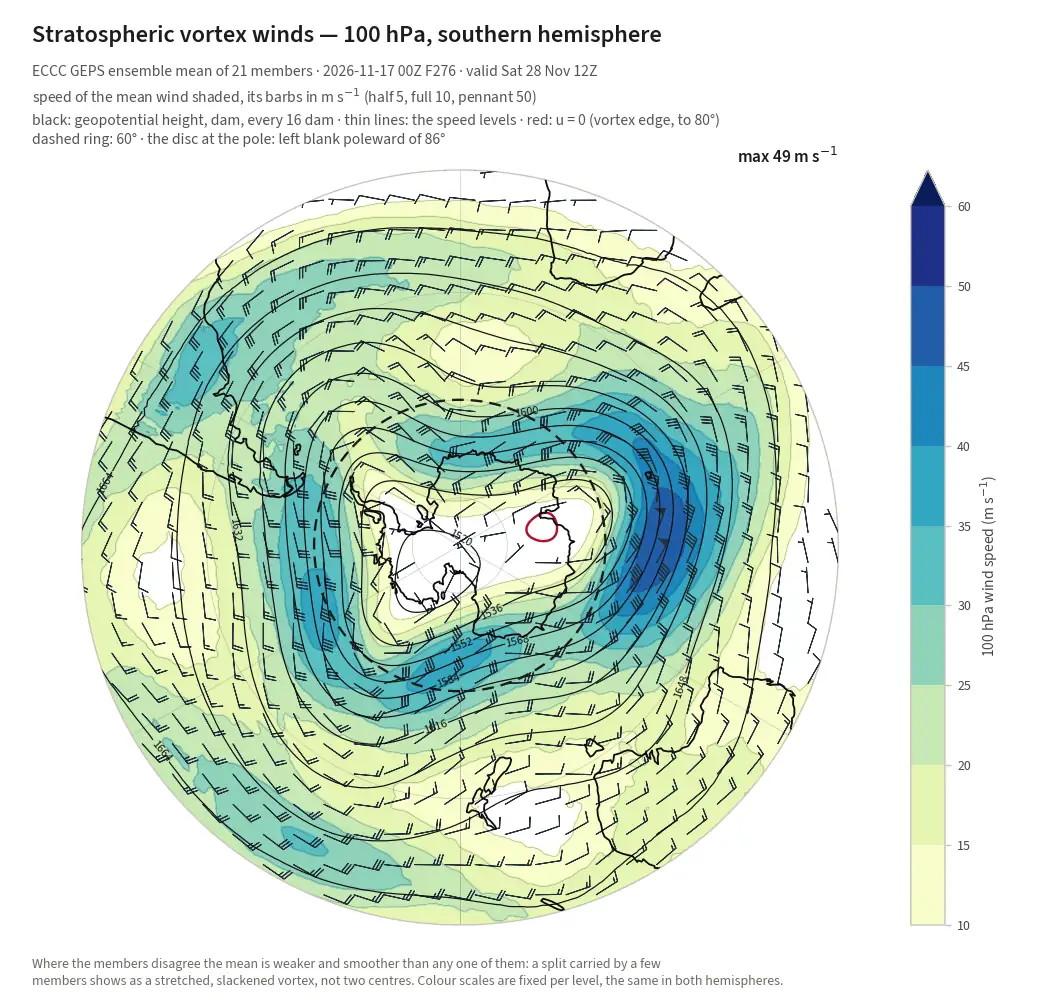 Stratospheric vortex winds — 100 hPa, southern hemisphere
ECCC GEPS ensemble mean of 21 members · 2026-11-17 00Z F276 · valid Sat 28 Nov 12Z
speed of the mean wind shaded, its barbs in m s⁻¹ (half 5, full 10, pennant 50)
black: geopotential height, dam, every 16 dam · thin lines: the speed levels · red: u = 0 (vortex edge, to 80°)
dashed ring: 60° · the disc at the pole: left blank poleward of 86°
max 49 m s⁻¹
60
50
45
40
35
30
25
20
15
10
100 hPa wind speed (m s⁻¹)
1600
1664
1632
1520
1536
1552
1568
1584
1648
1616
Where the members disagree the mean is weaker and smoother than any one of them: a split carried by a few
members shows as a stretched, slackened vortex, not two centres. Colour scales are fixed per level, the same in both hemispheres.